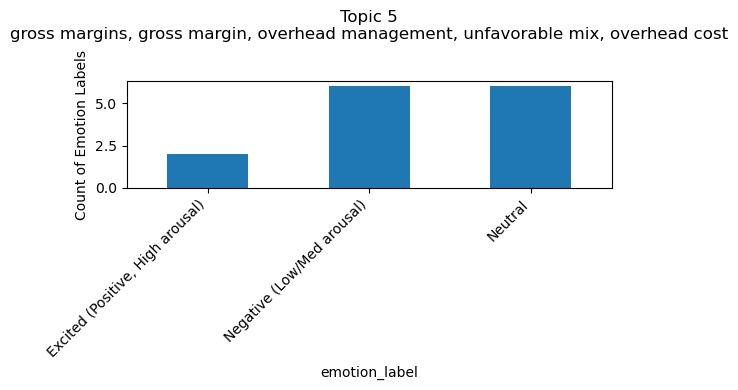 Topic 5
gross margins, gross margin, overhead management, unfavorable mix, overhead cost
Count of Emotion Labels
5.0
2.5
0.0
Excited (Positive, High arousal)
Negative (Low/Med arousal)
Neutral
emotion_label